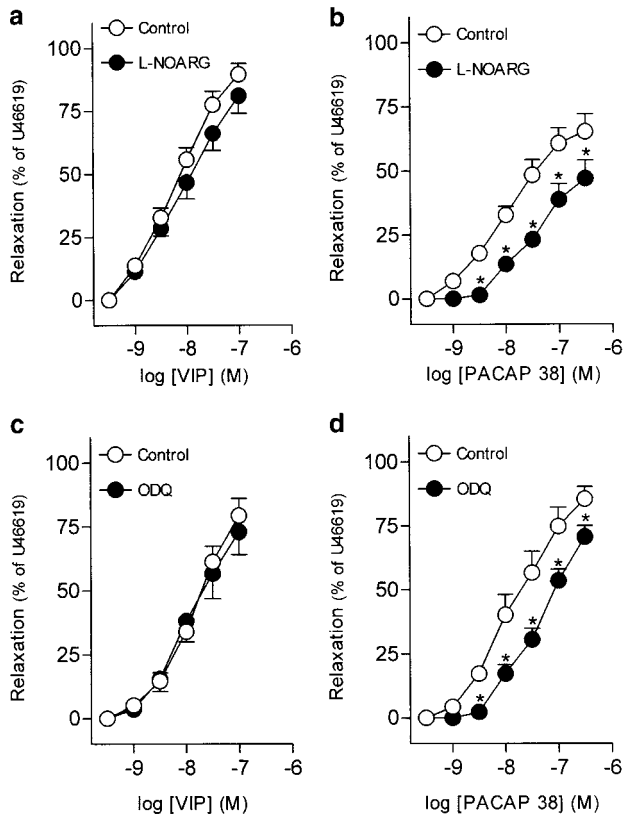 a
Control
L-NOARG
100
75
50
25
0
Relaxation (% of U46619)
-9 -8 -7 -6
log [VIP] (M)
b
Control
L-NOARG
100
75
50
25
0
Relaxation (% of U46619)
* * * * *
-9 -8 -7 -6
log [PACAP 38] (M)
c
Control
ODQ
100
75
50
25
0
Relaxation (% of U46619)
-9 -8 -7 -6
log [VIP] (M)
d
Control
ODQ
100
75
50
25
0
Relaxation (% of U46619)
* * * * *
-9 -8 -7 -6
log [PACAP 38] (M)